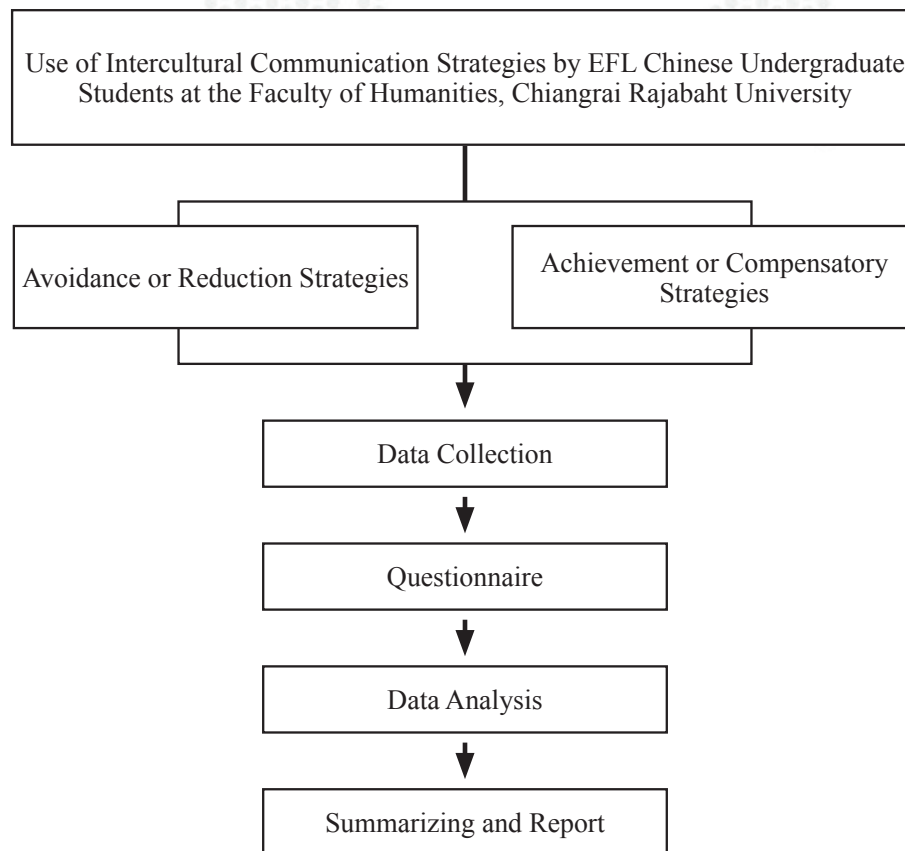 Use of Intercultural Communication Strategies by EFL Chinese Undergraduate
Students at the Faculty of Humanities, Chiangrai Rajabaht University
Avoidance or Reduction Strategies
Achievement or Compensatory
Strategies
Data Collection
Questionnaire
Data Analysis
Summarizing and Report